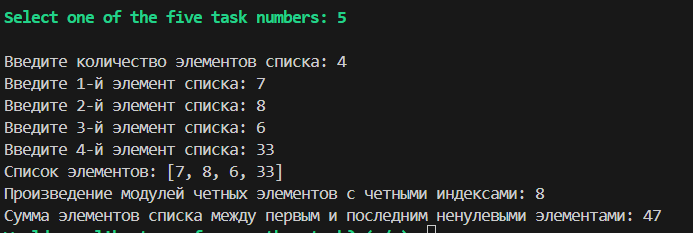 Select one of the five task numbers: 5
Введите количество элементов списка: 4
Введите 1-й элемент списка: 7
Введите 2-й элемент списка: 8
Введите 3-й элемент списка: 6
Введите 4-й элемент списка: 33
Список элементов: [7, 8, 6, 33]
Произведение модулей четных элементов с четными индексами: 8
Сумма элементов списка между первым и последним ненулевыми элементами: 47